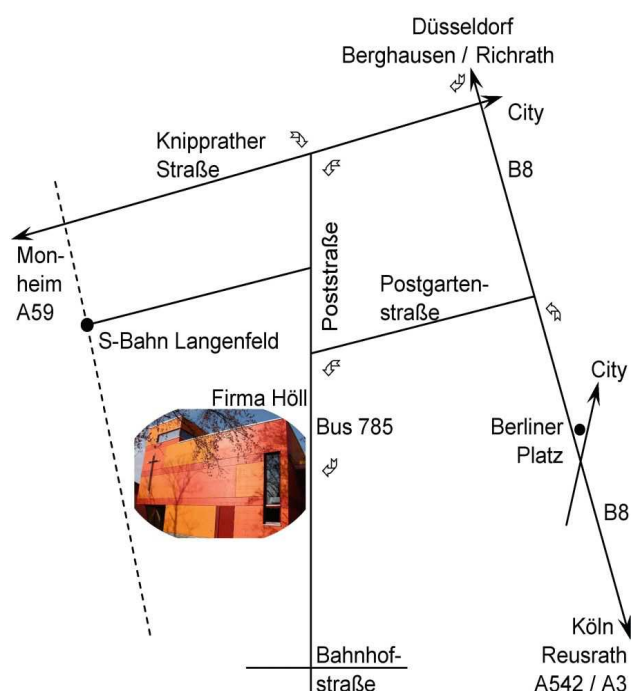 Düsseldorf
Berghausen / Richrath
City
Knipprather
Straße
B8
Mon-
heim
A59
Poststraße
Postgarten-
straße
S-Bahn Langenfeld
City
Firma Höll
Bus 785
Berliner
Platz
B8
Köln
Reusrath
A542 / A3
Bahnhof-
straße